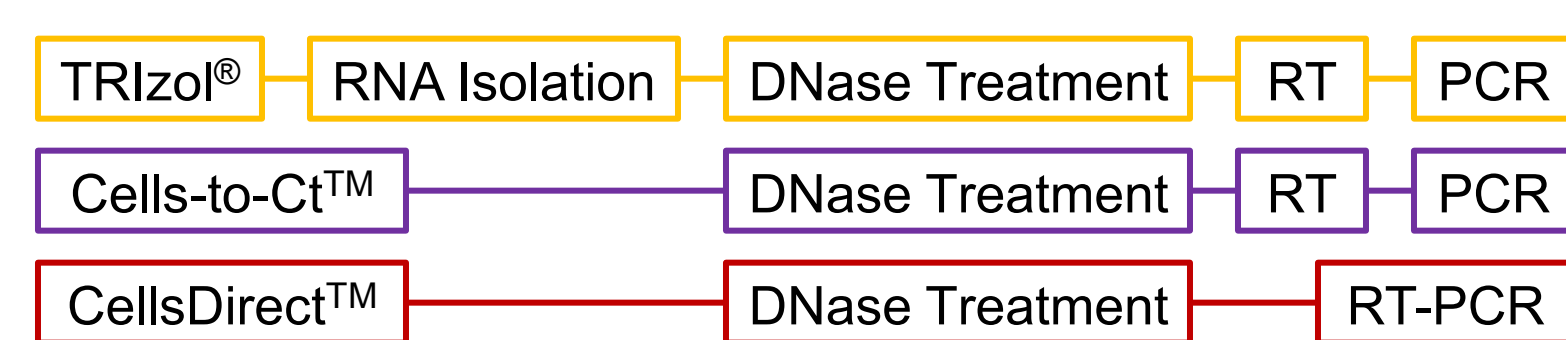 TRIzol® RNA Isolation DNase Treatment RT PCR
Cells-to-Ct™ DNase Treatment RT PCR
CellsDirect™ DNase Treatment RT-PCR